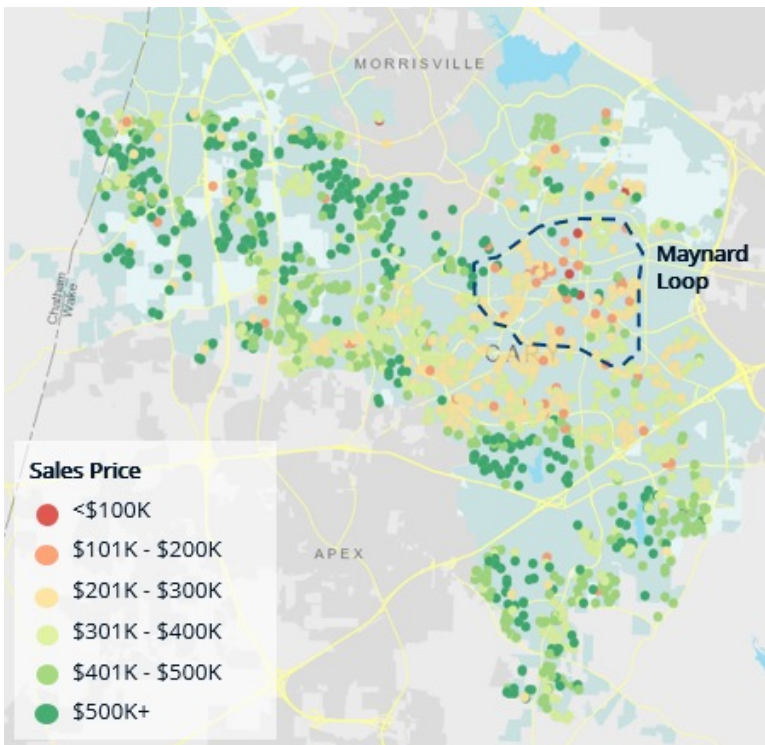 MORRISVILLE
Maynard
Loop
Chatham
Wake
CARY
Sales Price
<$100K
$101K - $200K
$201K - $300K
$301K - $400K
$401K - $500K
$500K+
APEX